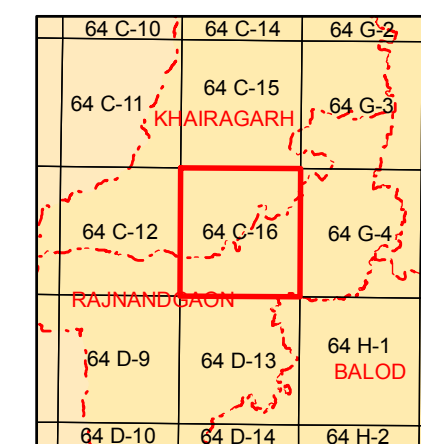 64 C-10 64 C-14 64 G-2
64 C-11 64 C-15 64 G-3
KHAIRAGARH
64 C-12 64 C-16 64 G-4
RAJNANDGAON
64 D-9 64 D-13 64 H-1
BALOD
64 D-10 64 D-14 64 H-2